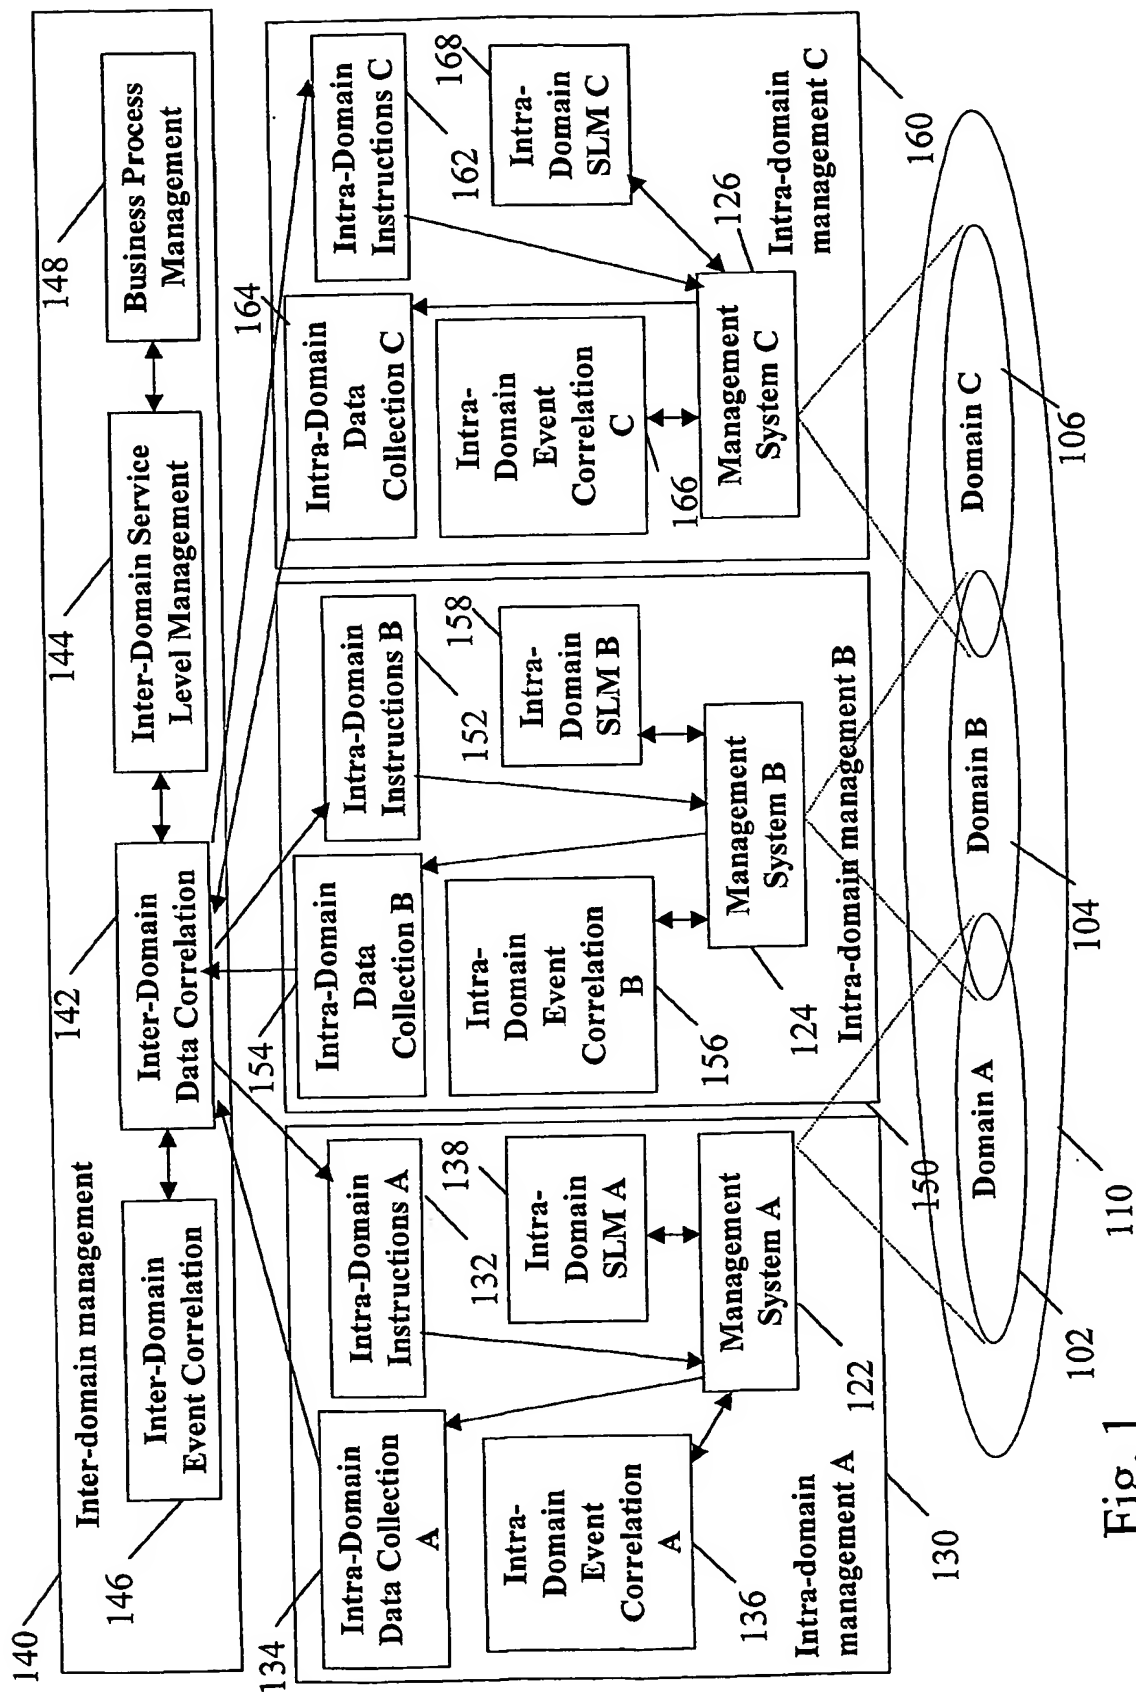 140
Inter-domain management
146
Inter-Domain
Event Correlation
142
Inter-Domain
Data Correlation
144
Inter-Domain Service
Level Management
148
Business Process
Management
134
Intra-Domain
Data Collection
A
Intra-Domain
Instructions A
132
138
Intra-
Domain
SLM A
Intra-
Domain
Event
Correlation
A
136
Management
System A
122
Intra-domain
management A
130
154
Intra-Domain
Data
Collection B
Intra-Domain
Instructions B
152
158
Intra-
Domain
SLM B
Intra-
Domain
Event
Correlation
B
156
Management
System B
124
Intra-domain management B
150
164
Intra-Domain
Data
Collection C
Intra-Domain
Instructions C
162
168
Intra-
Domain
SLM C
Intra-
Domain
Event
Correlation
C
166
Management
System C
126
Intra-domain
management C
160
Domain A
Domain B
Domain C
102
104
106
110
Fig. 1